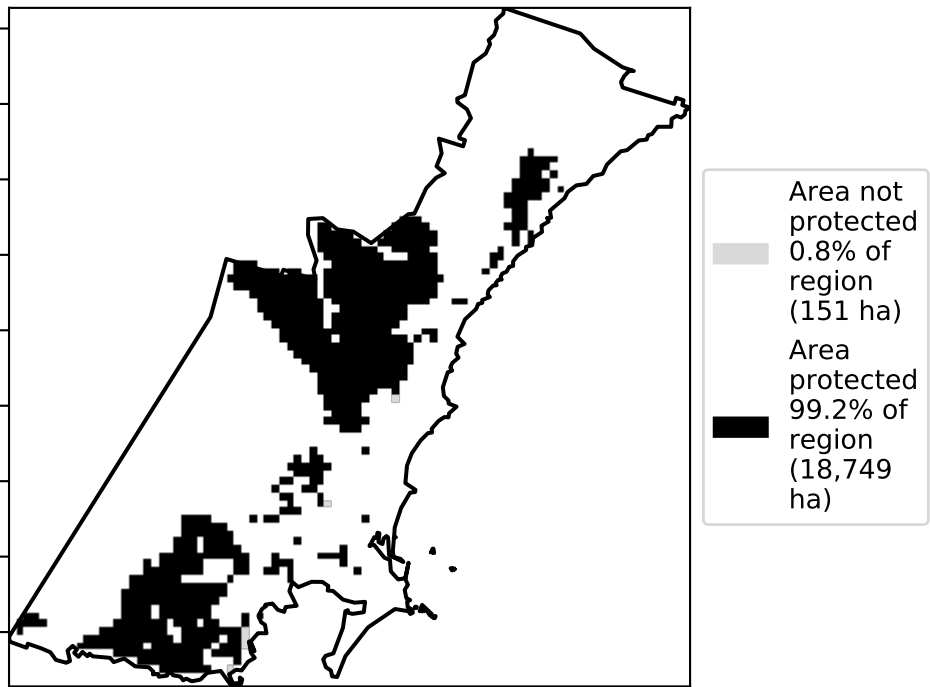 Area not
protected
0.8% of
region
(151 ha)
Area
protected
99.2% of
region
(18,749
ha)